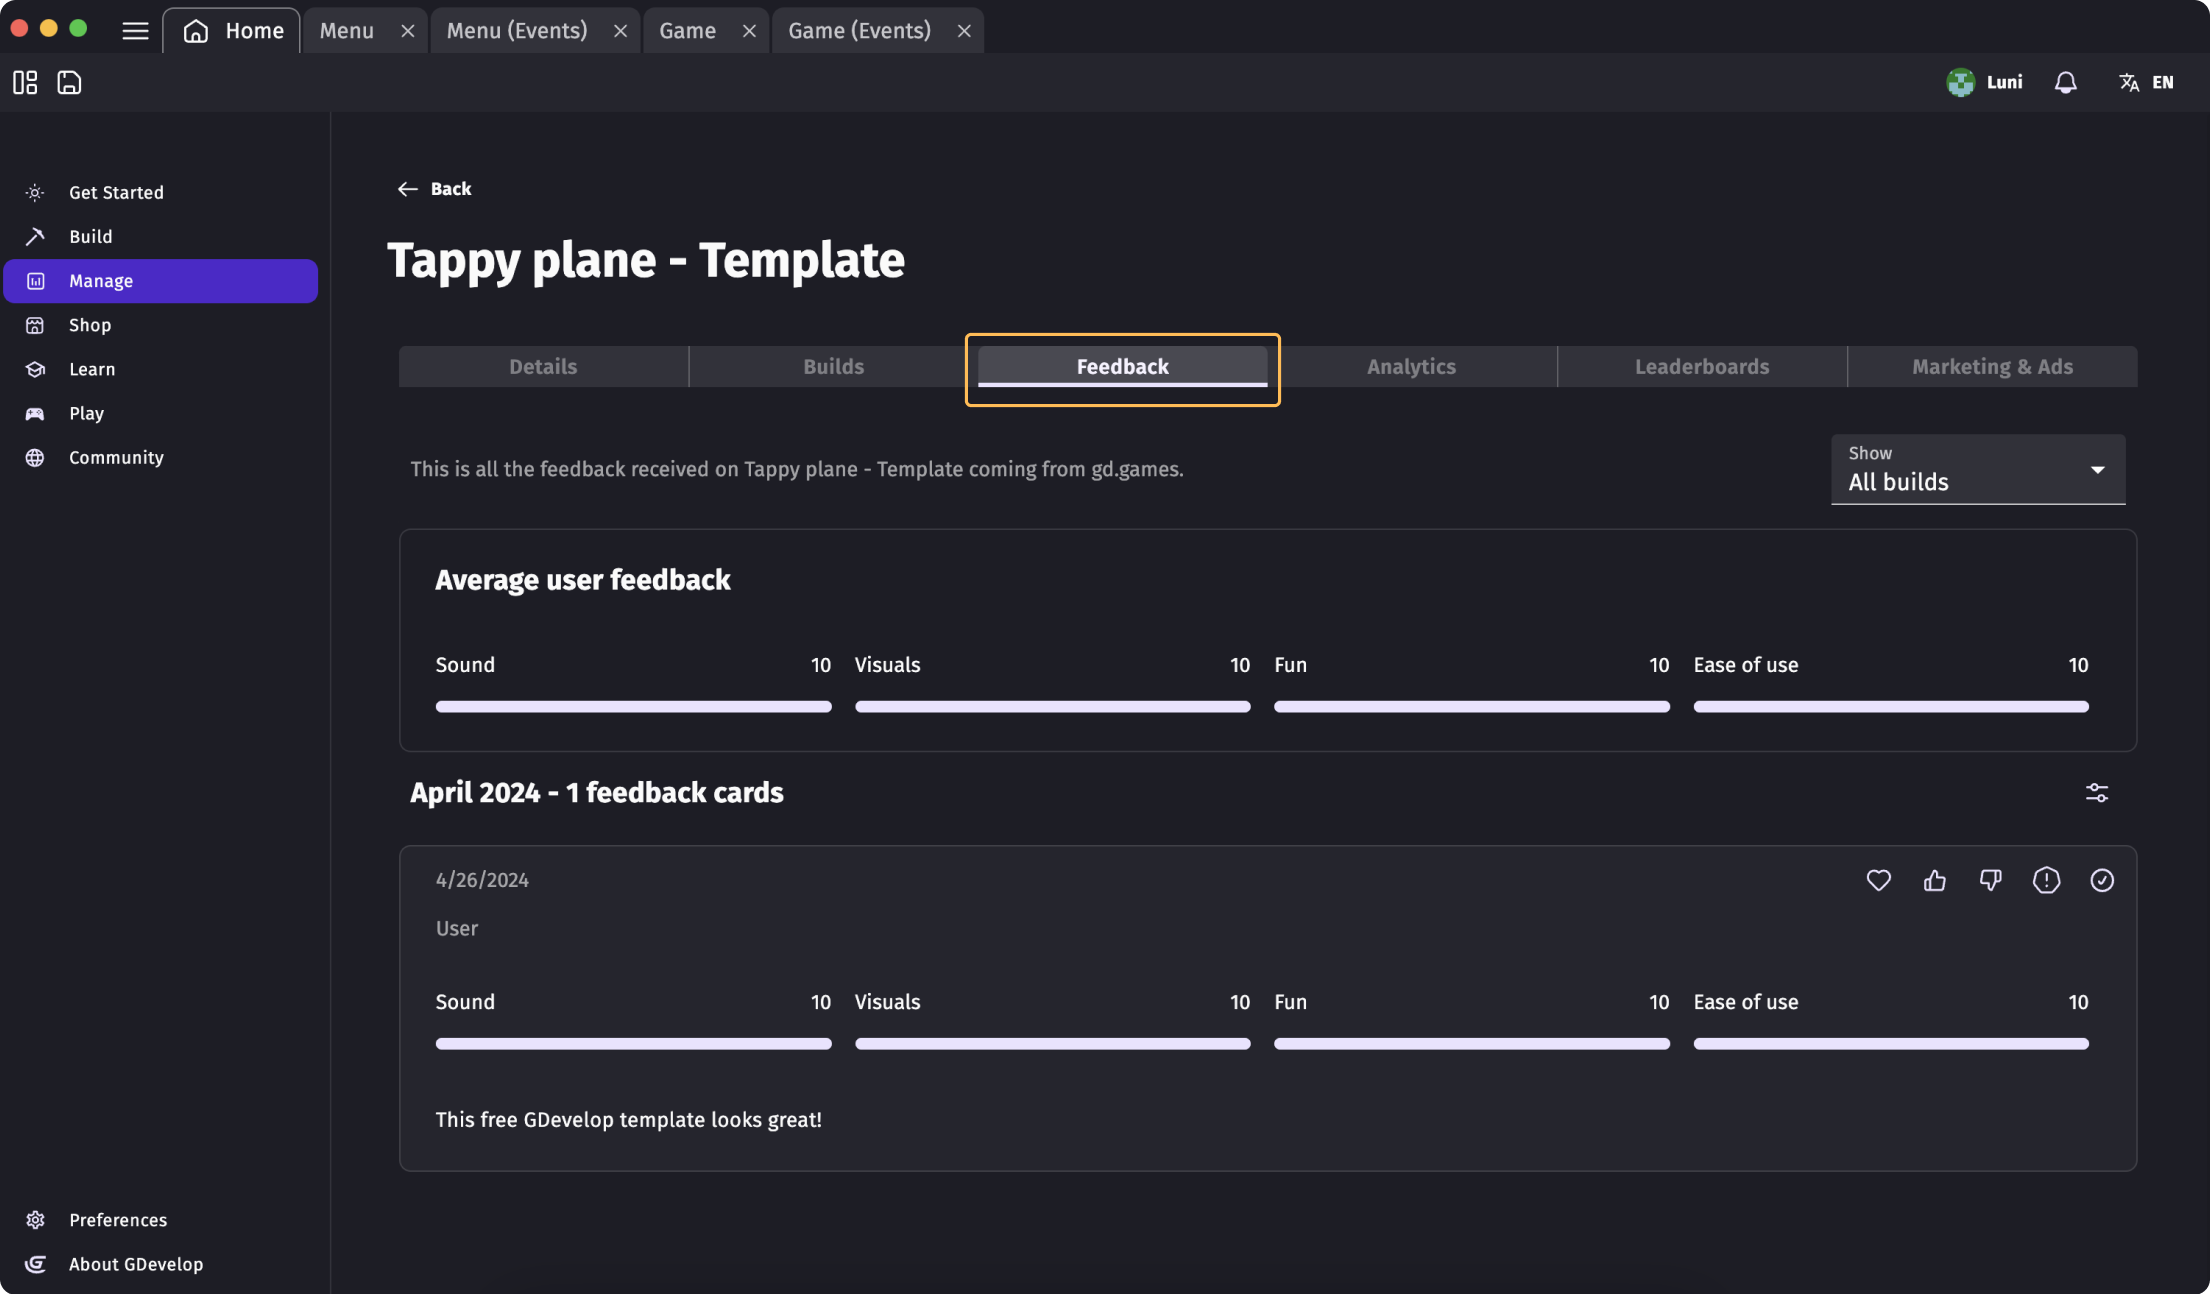 Home
Menu
Menu (Events)
Game
Game (Events)
Luni
EN
Get Started
Build
Manage
Shop
Learn
Play
Community
Preferences
About GDevelop
Back
Tappy plane - Template
Details
Builds
Feedback
Analytics
Leaderboards
Marketing & Ads
This is all the feedback received on Tappy plane - Template coming from gd.games.
Show
All builds
Average user feedback
Sound 10 Visuals 10 Fun 10 Ease of use 10
April 2024 - 1 feedback cards
4/26/2024
User
Sound 10 Visuals 10 Fun 10 Ease of use 10
This free GDevelop template looks great!